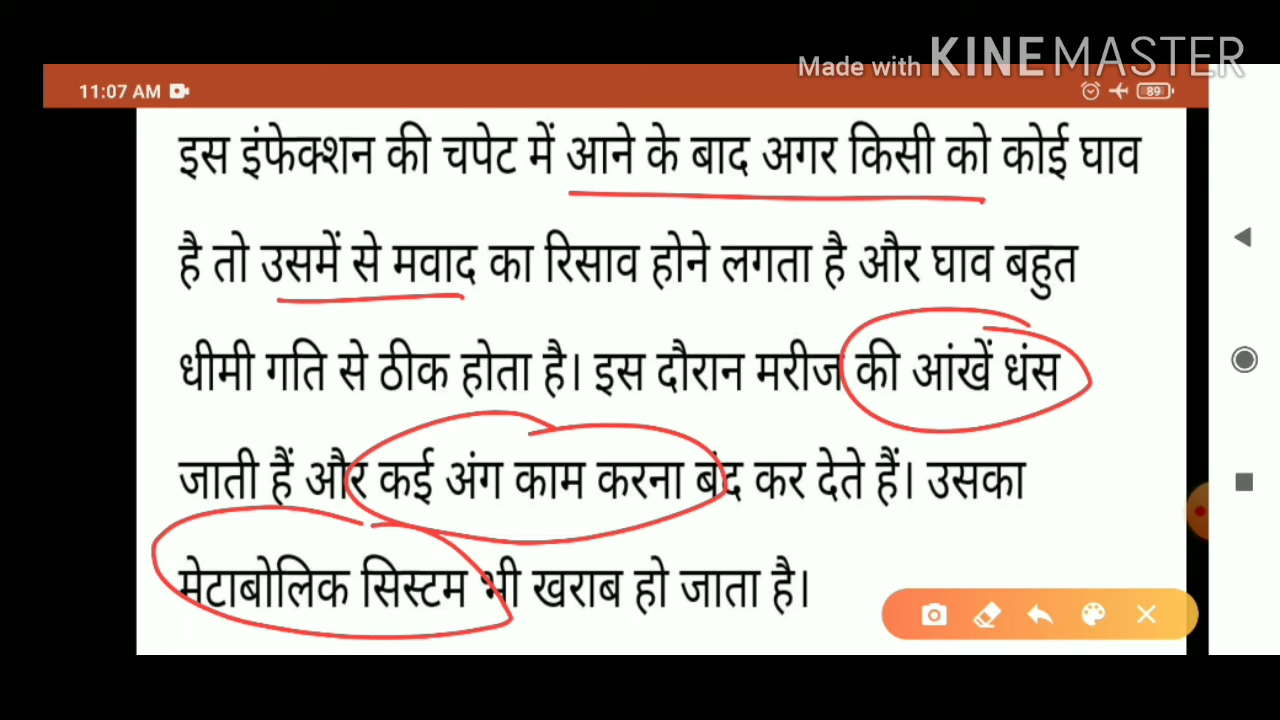 Made with KINEMASTER
11:07 AM 89
इस इंफेक्शन की चपेट में आने के बाद अगर किसी को कोई घाव
है तो उसमें से मवाद का रिसाव होने लगता है और घाव बहुत
धीमी गति से ठीक होता है। इस दौरान मरीज की आंखें धंस
जाती हैं और कई अंग काम करना बंद कर देते हैं। उसका
मेटाबोलिक सिस्टम भी खराब हो जाता है।